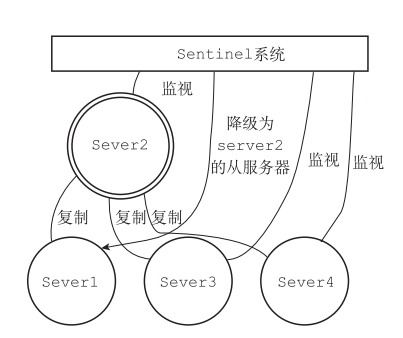 Sentinel系统
监视
降级为
server2
的从服务器
监视
监视
Sever2
复制
复制
复制
Sever1
Sever3
Sever4